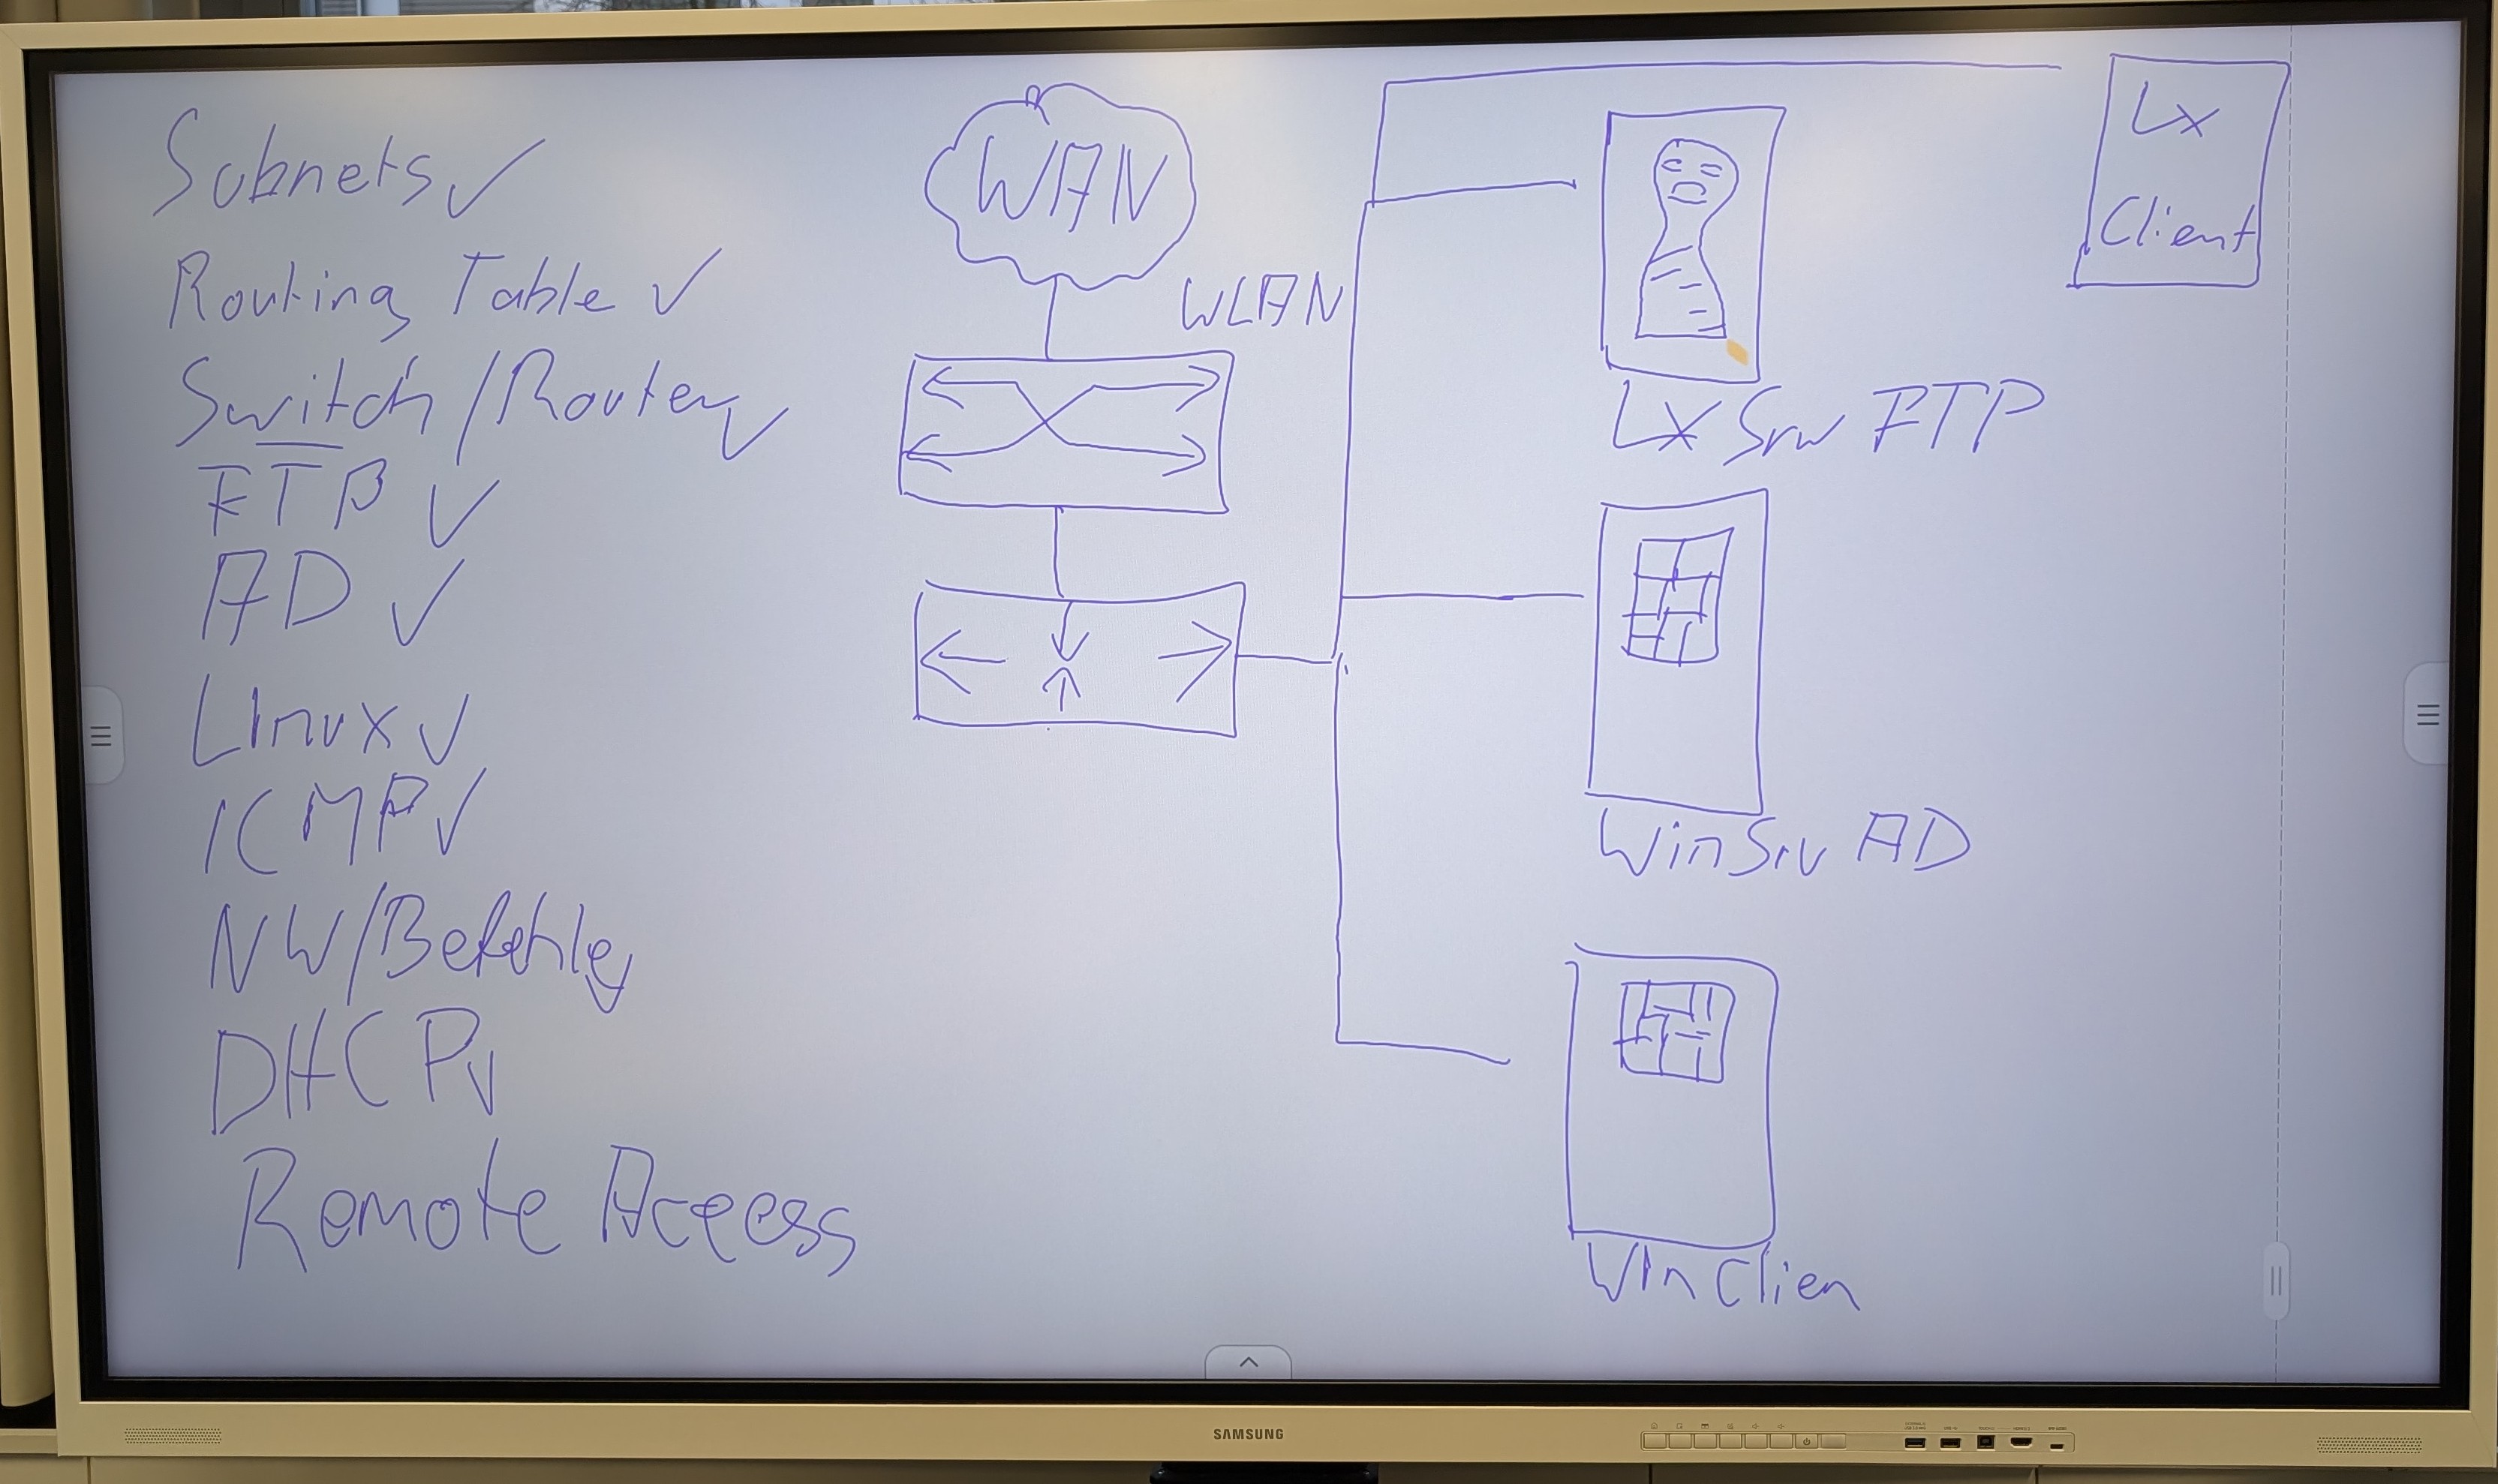 Subnets ✓
Routing Table ✓
Switch/Router ✓
FTP ✓
AD ✓
LInux ✓
ICMP ✓
NW/Befehle ✓
DHCP ✓
Remote Access
WAN
WLAN
Lx
Client
Lx Srv FTP
WinSrv AD
WIn Clien
SAMSUNG